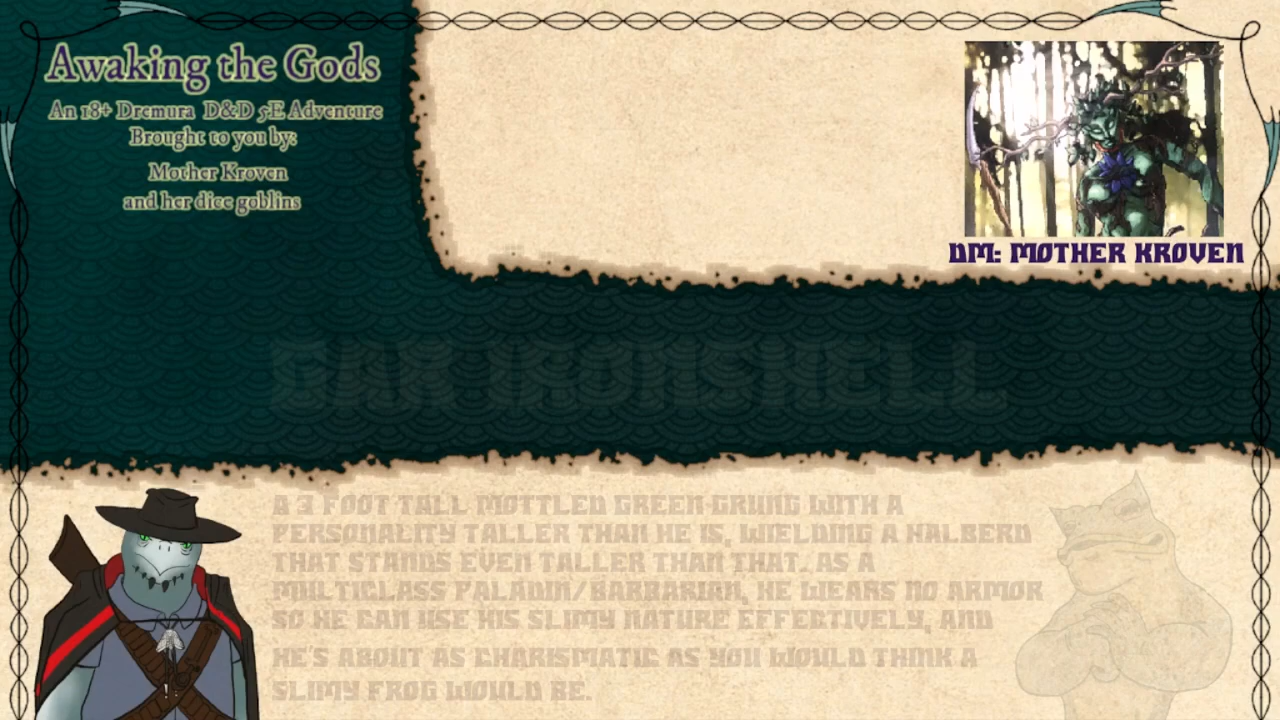 Awaking the Gods
An 18+ Dremura D&D 5E Adventure
Brought to you by:
Mother Kroven
and her dice goblins
DM: MOTHER KROVEN
GAR IRONSHELL
A 3 FOOT TALL MOTTLED GREEN GRUNG WITH A
PERSONALITY TALLER THAN HE IS, WIELDING A HALBERD
THAT STANDS EVEN TALLER THAN THAT. AS A
MULTICLASS PALADIN/BARBARIAN, HE WEARS NO ARMOR
SO HE CAN USE HIS SLIMY NATURE EFFECTIVELY, AND
HE'S ABOUT AS CHARISMATIC AS YOU WOULD THINK A
SLIMY FROG WOULD BE.